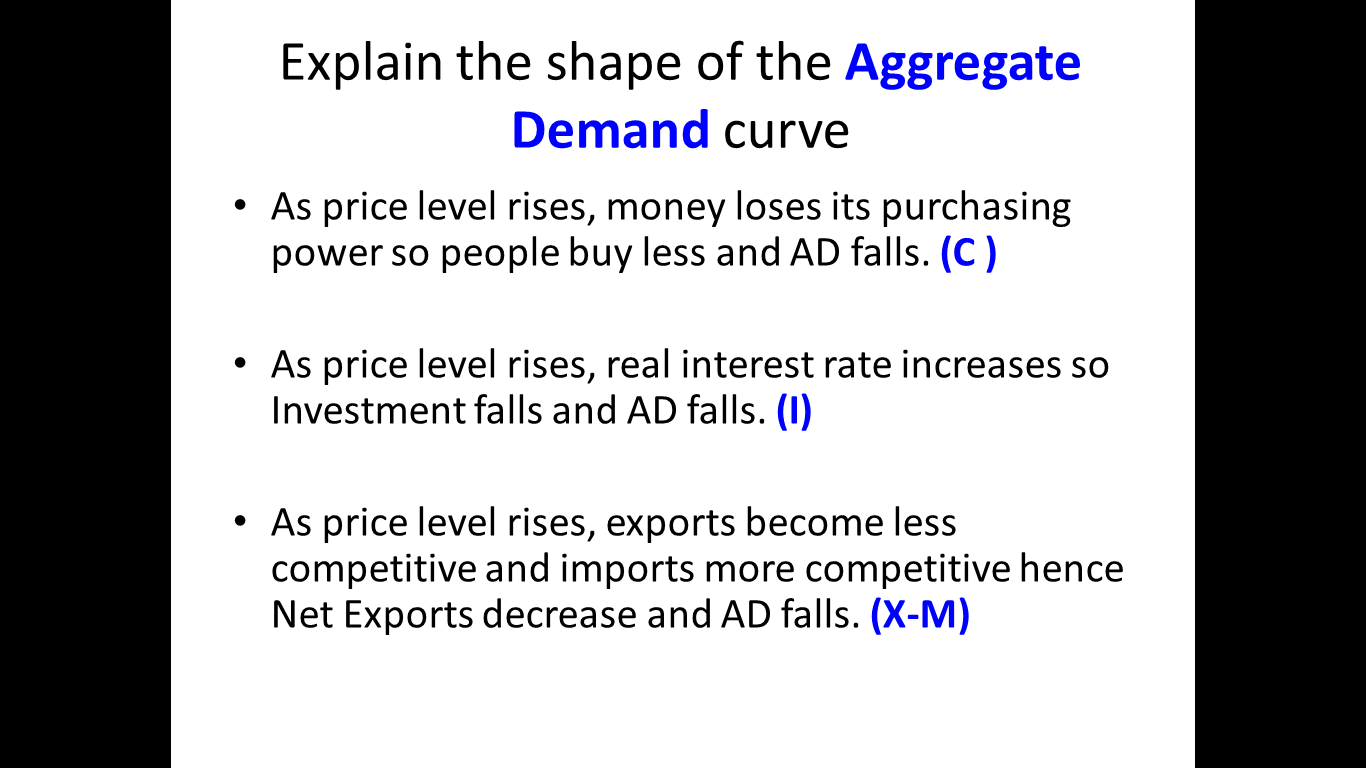 Explain the shape of the Aggregate
Demand curve
• As price level rises, money loses its purchasing
power so people buy less and AD falls. (C )
• As price level rises, real interest rate increases so
Investment falls and AD falls. (I)
• As price level rises, exports become less
competitive and imports more competitive hence
Net Exports decrease and AD falls. (X-M)